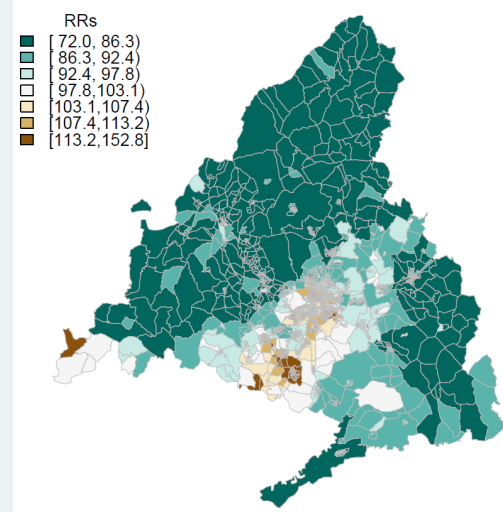 RRs
[ 72.0, 86.3)
[ 86.3, 92.4)
[ 92.4, 97.8)
[ 97.8,103.1)
[103.1,107.4)
[107.4,113.2)
[113.2,152.8]